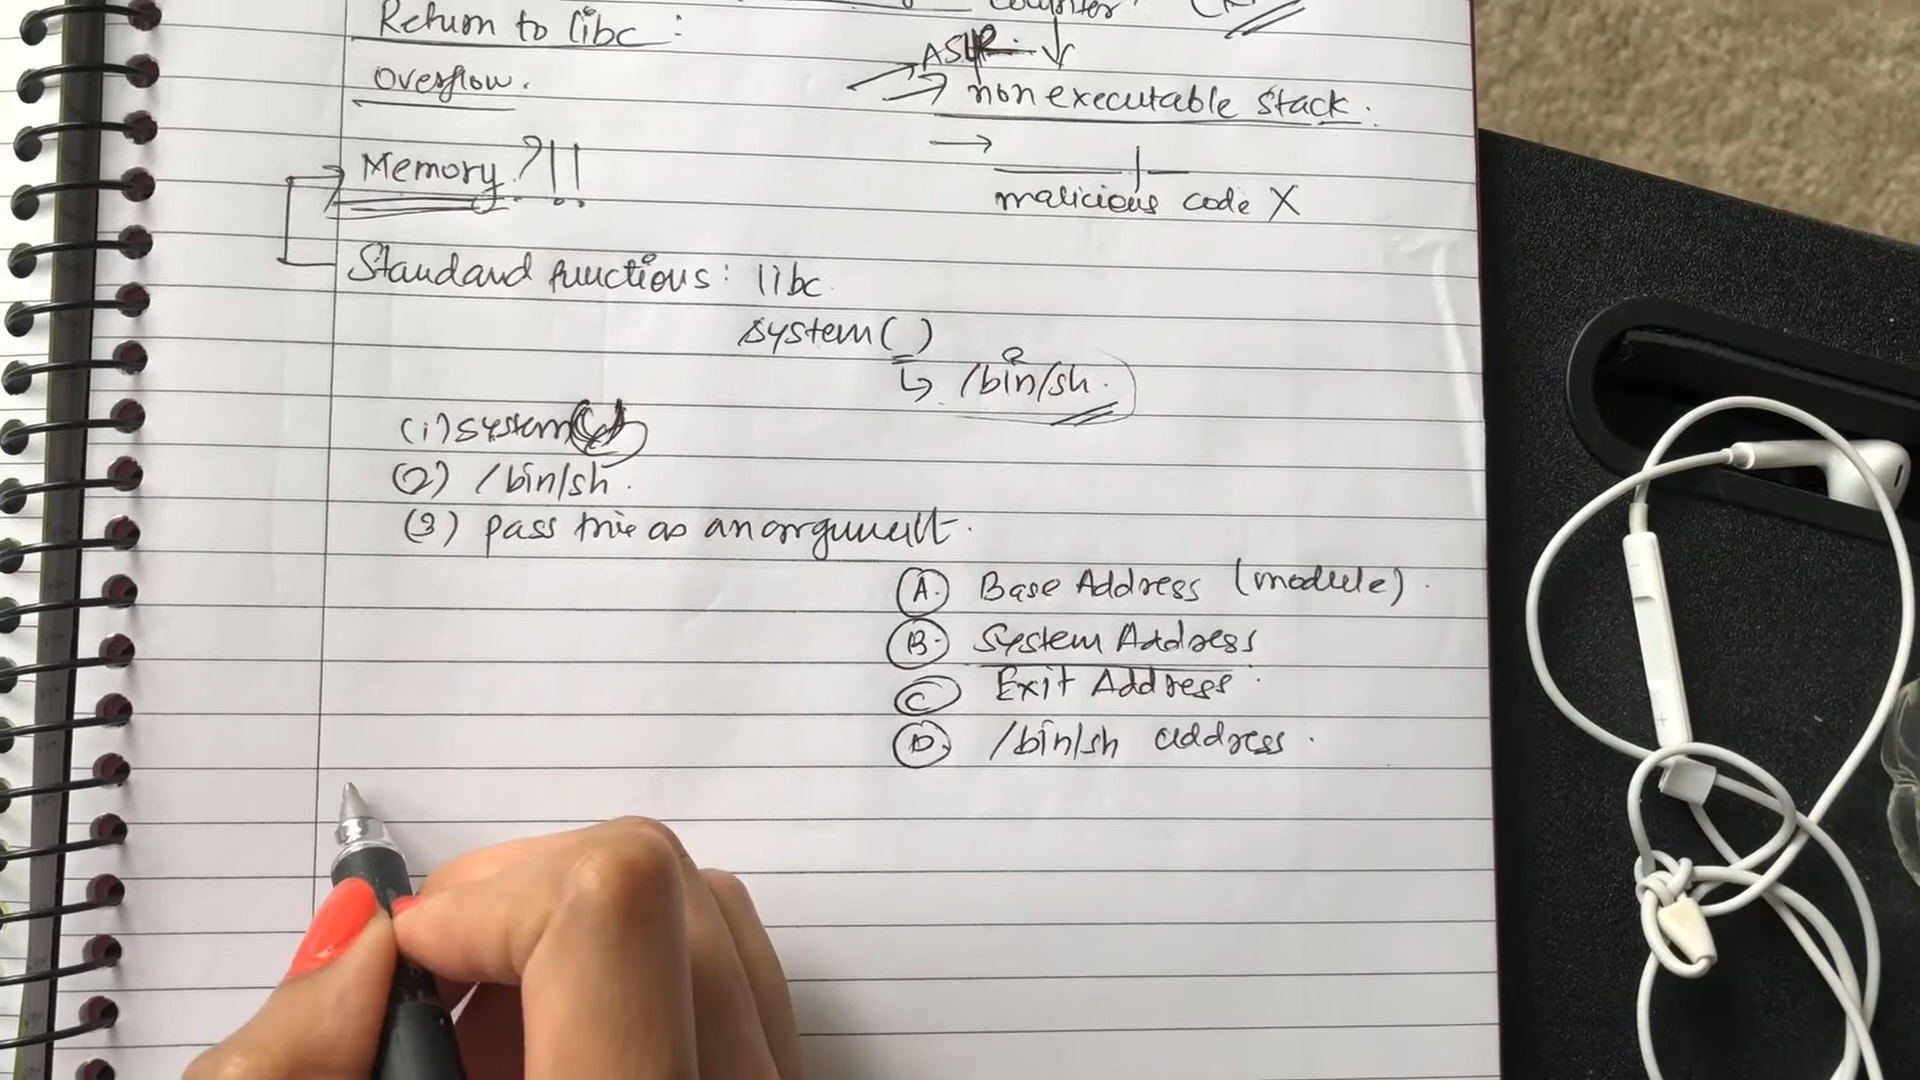 counter
Return to libc :
ASLR
overflow.
non executable stack.
Memory ?!!
malicious code X
Standard functions: libc.
system( )
↳ /bin/sh.
(1) system
(2) /bin/sh.
(3) pass this as an argument.
A. Base Address (module).
B. System Address
C Exit Address
D. /bin/sh address.